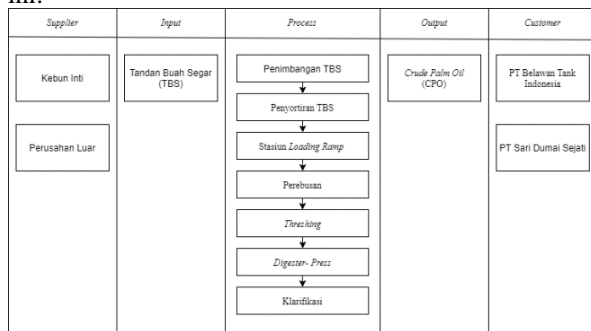 Supplier
Input
Process
Output
Customer
Kebun Inti
Perusahan Luar
Tandan Buah Segar
(TBS)
Penimbangan TBS
Penyortiran TBS
Stasiun Loading Ramp
Perebusan
Threshing
Digester- Press
Klarifikasi
Crude Palm Oil
(CPO)
PT Belawan Tank
Indonesia
PT Sari Dumai Sejati